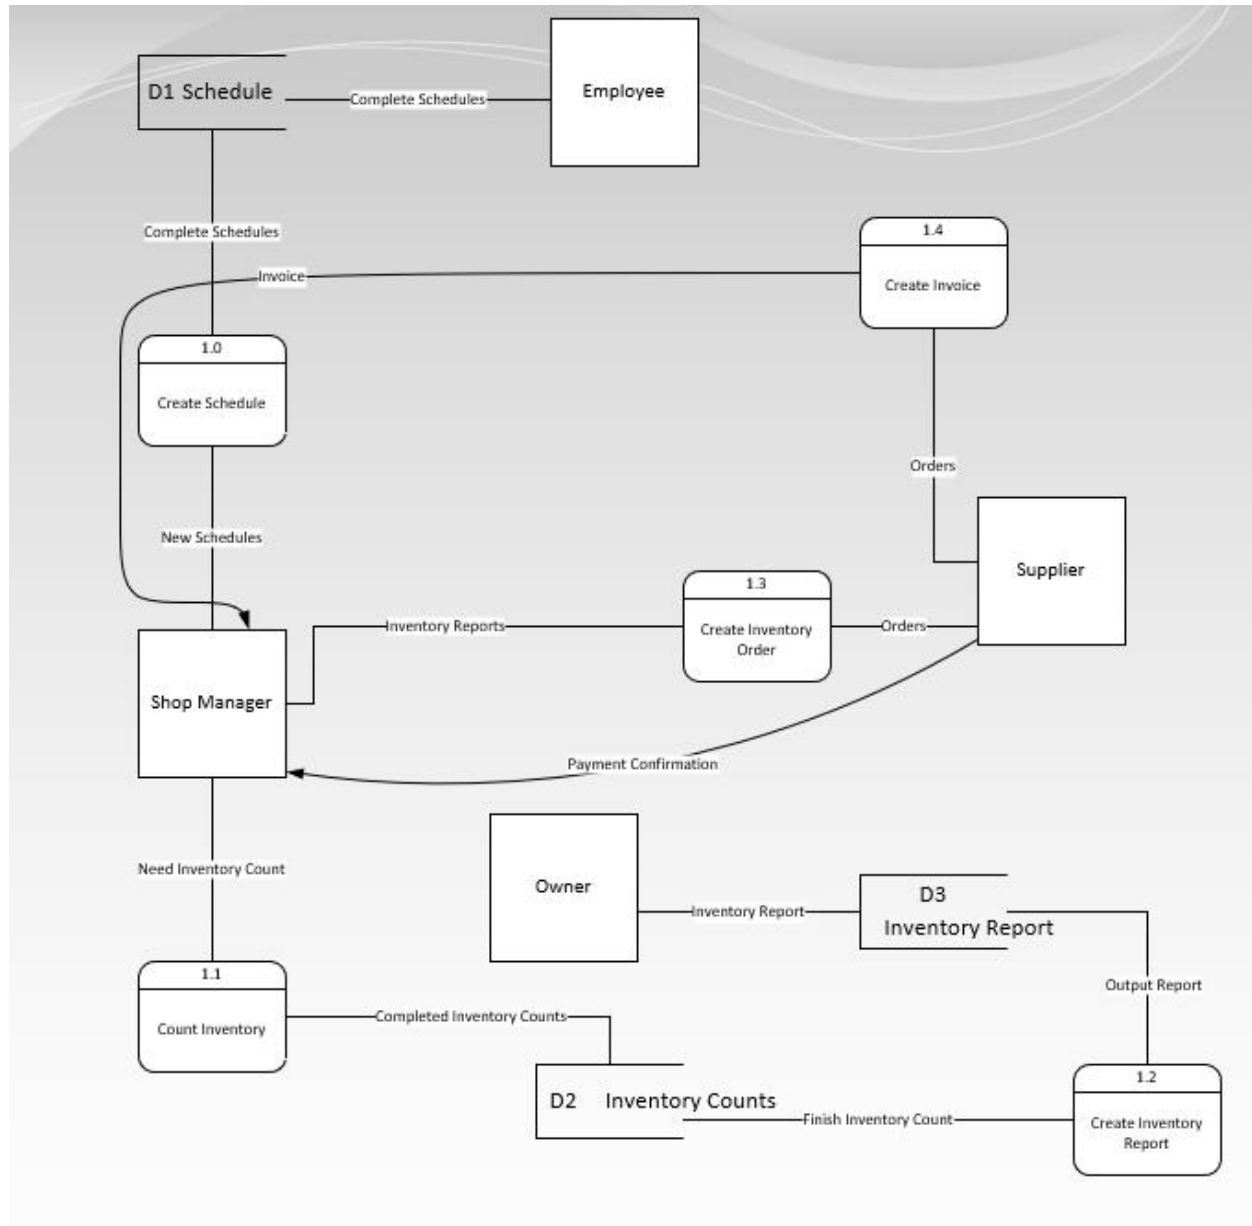 D1 Schedule
Complete Schedules
Employee
Complete Schedules
1.4
Create Invoice
Invoice
1.0
Create Schedule
Orders
New Schedules
Supplier
1.3
Create Inventory
Order
Inventory Reports
Orders
Shop Manager
Payment Confirmation
Need Inventory Count
Owner
Inventory Report
D3
Inventory Report
Output Report
1.1
Count Inventory
Completed Inventory Counts
D2 Inventory Counts
Finish Inventory Count
1.2
Create Inventory
Report